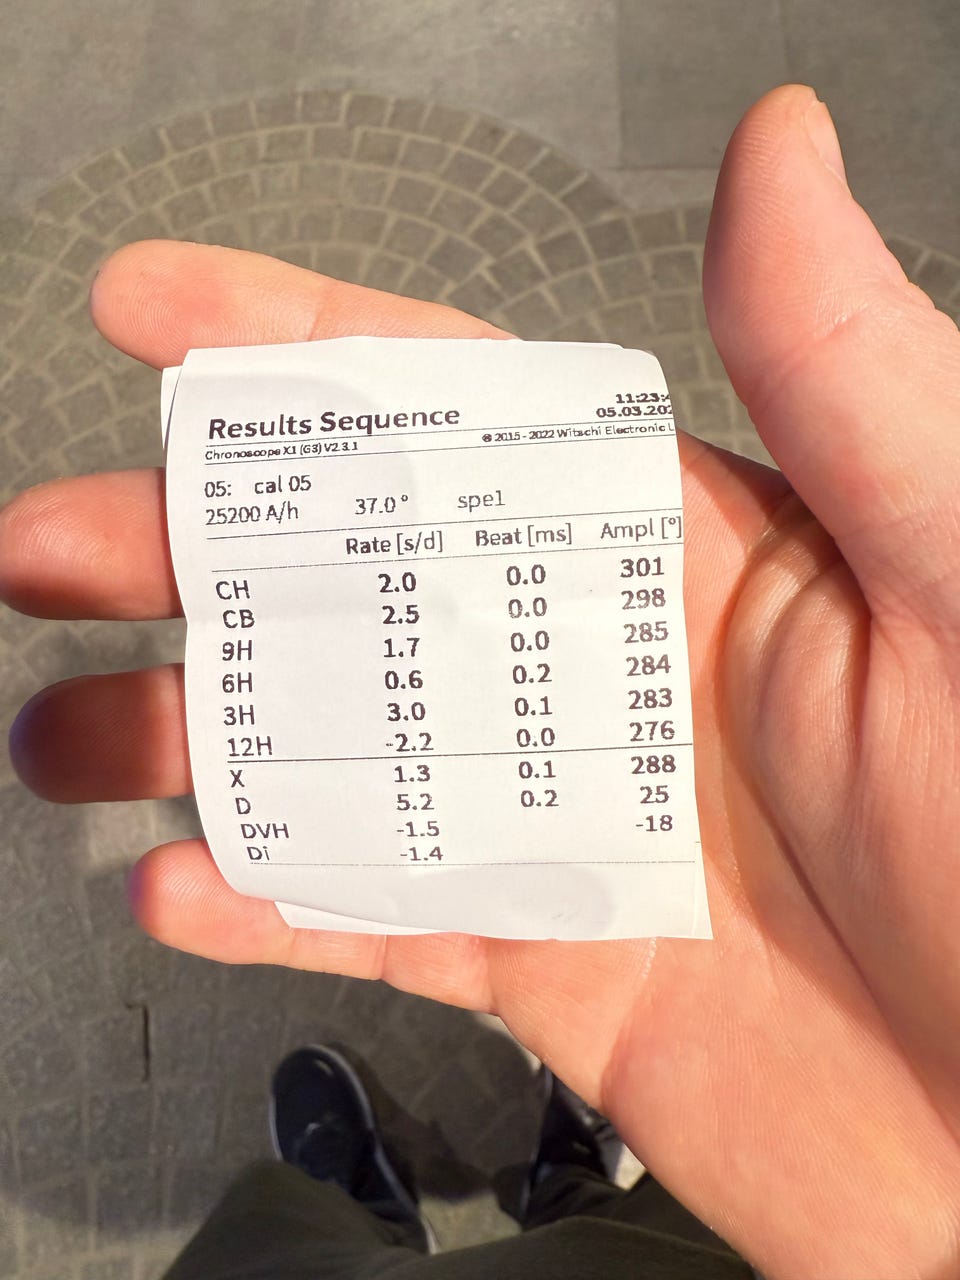 Results Sequence
11:23:4
05.03.202
Chronoscope X1 (G3) V2.3.1
© 2015 - 2022 Witschi Electronic L
05: cal 05
25200 A/h 37.0° spe1
Rate [s/d] Beat [ms] Ampl [°]
CH 2.0 0.0 301
CB 2.5 0.0 298
9H 1.7 0.0 285
6H 0.6 0.2 284
3H 3.0 0.1 283
12H -2.2 0.0 276
X 1.3 0.1 288
D 5.2 0.2 25
DVH -1.5 -18
Di -1.4